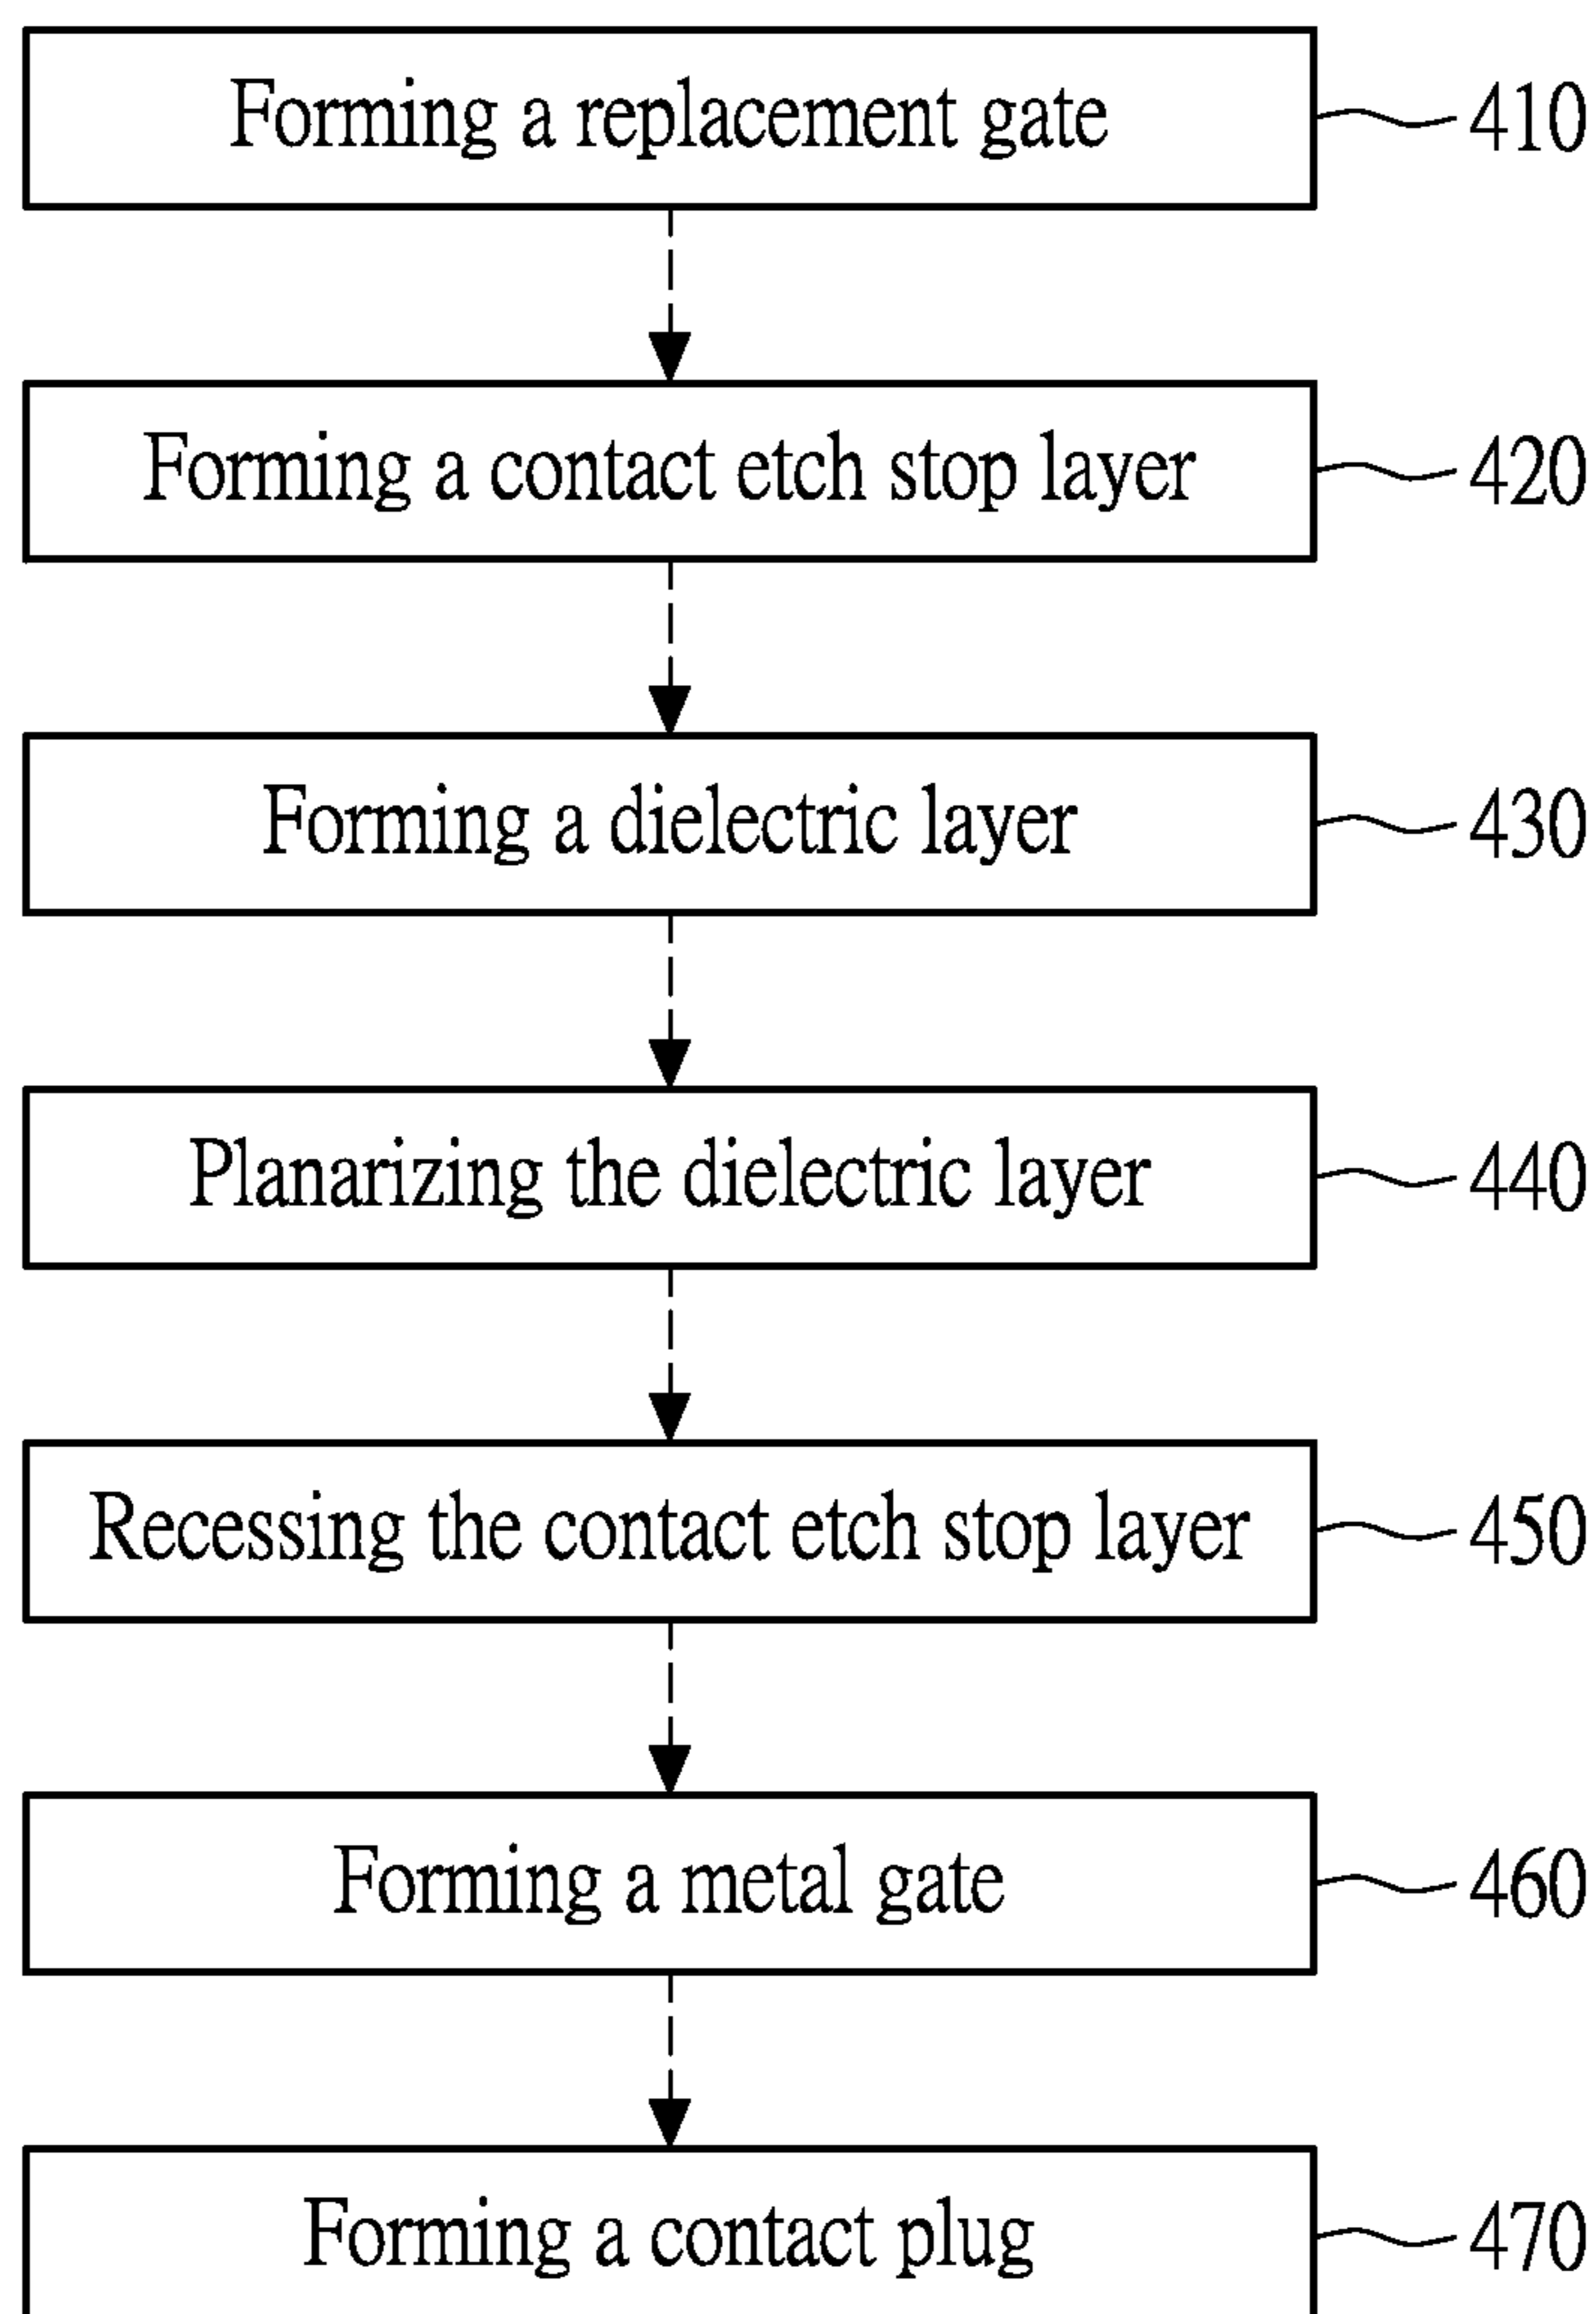 Forming a replacement gate 410
Forming a contact etch stop layer 420
Forming a dielectric layer 430
Planarizing the dielectric layer 440
Recessing the contact etch stop layer 450
Forming a metal gate 460
Forming a contact plug 470